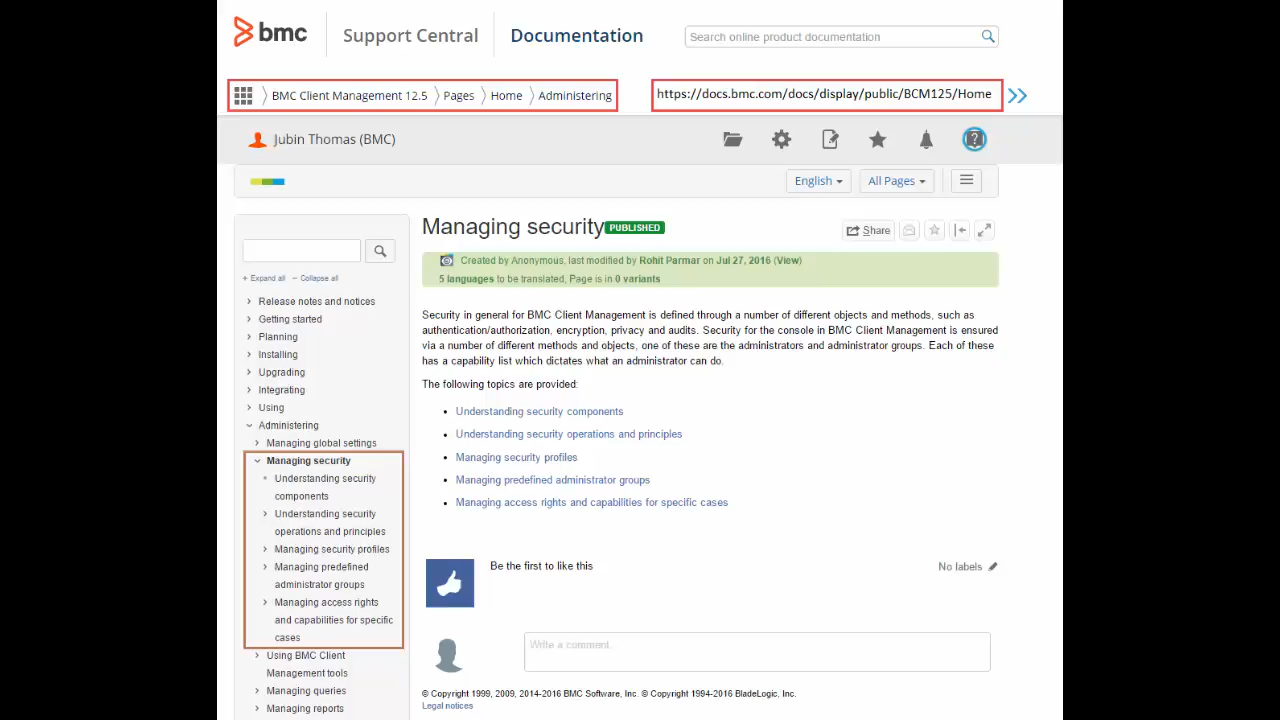 bmc
Support Central
Documentation
Search online product documentation
BMC Client Management 12.5
Pages
Home
Administering
https://docs.bmc.com/docs/display/public/BCM125/Home
Jubin Thomas (BMC)
English
All Pages
Expand all
Collapse all
Release notes and notices
Getting started
Planning
Installing
Upgrading
Integrating
Using
Administering
Managing global settings
Managing security
Understanding security
components
Understanding security
operations and principles
Managing security profiles
Managing predefined
administrator groups
Managing access rights
and capabilities for specific
cases
Using BMC Client
Management tools
Managing queries
Managing reports
Managing security PUBLISHED
Share
Created by Anonymous, last modified by Rohit Parmar on Jul 27, 2016 (View)
5 languages to be translated, Page is in 0 variants
Security in general for BMC Client Management is defined through a number of different objects and methods, such as
authentication/authorization, encryption, privacy and audits. Security for the console in BMC Client Management is ensured
via a number of different methods and objects, one of these are the administrators and administrator groups. Each of these
has a capability list which dictates what an administrator can do.
The following topics are provided:
Understanding security components
Understanding security operations and principles
Managing security profiles
Managing predefined administrator groups
Managing access rights and capabilities for specific cases
Be the first to like this
No labels
Write a comment.
© Copyright 1999, 2009, 2014-2016 BMC Software, Inc. © Copyright 1994-2016 BladeLogic, Inc.
Legal notices